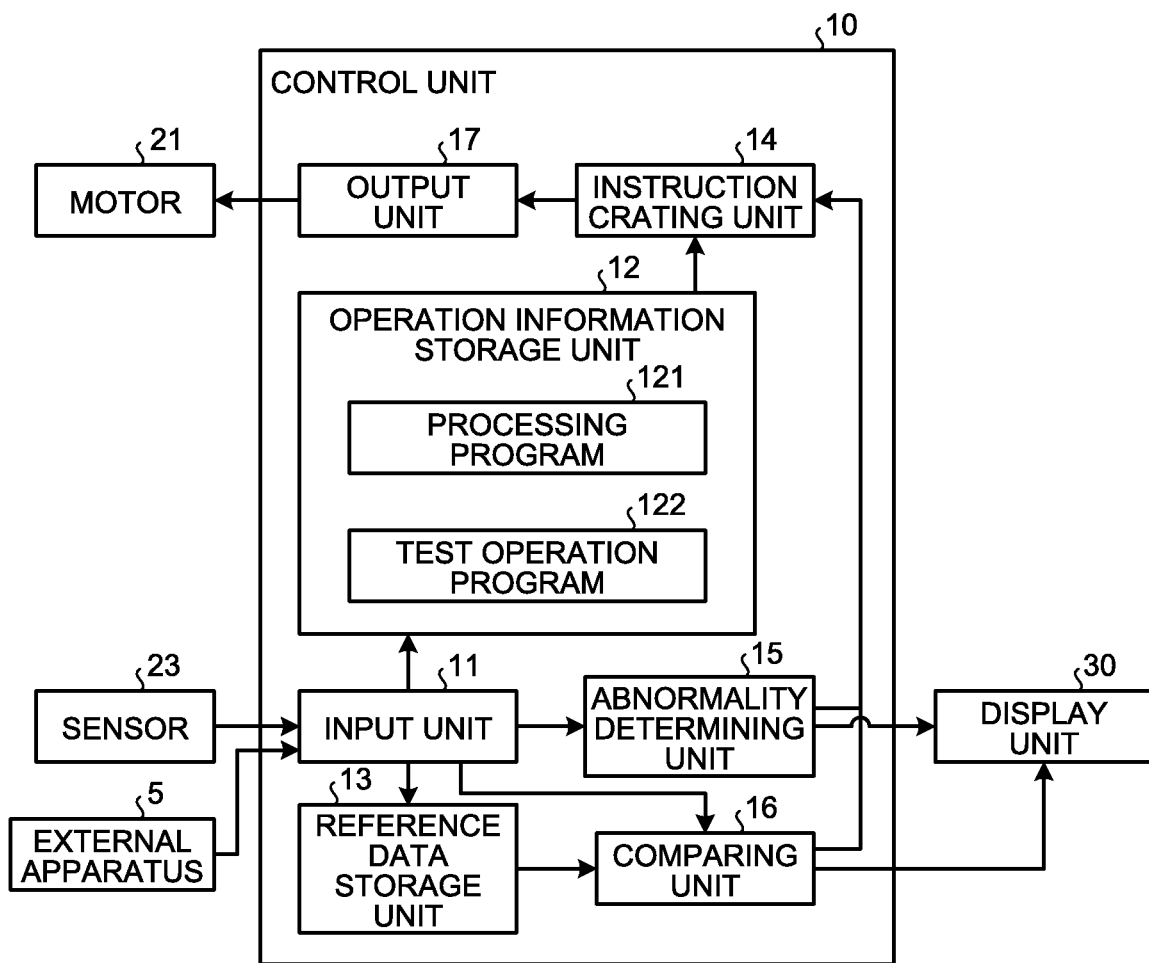 10
CONTROL UNIT
21
MOTOR
17
OUTPUT
UNIT
14
INSTRUCTION
CRATING UNIT
12
OPERATION INFORMATION
STORAGE UNIT
121
PROCESSING
PROGRAM
122
TEST OPERATION
PROGRAM
23
SENSOR
11
INPUT UNIT
15
ABNORMALITY
DETERMINING
UNIT
30
DISPLAY
UNIT
5
EXTERNAL
APPARATUS
13
REFERENCE
DATA
STORAGE
UNIT
16
COMPARING
UNIT